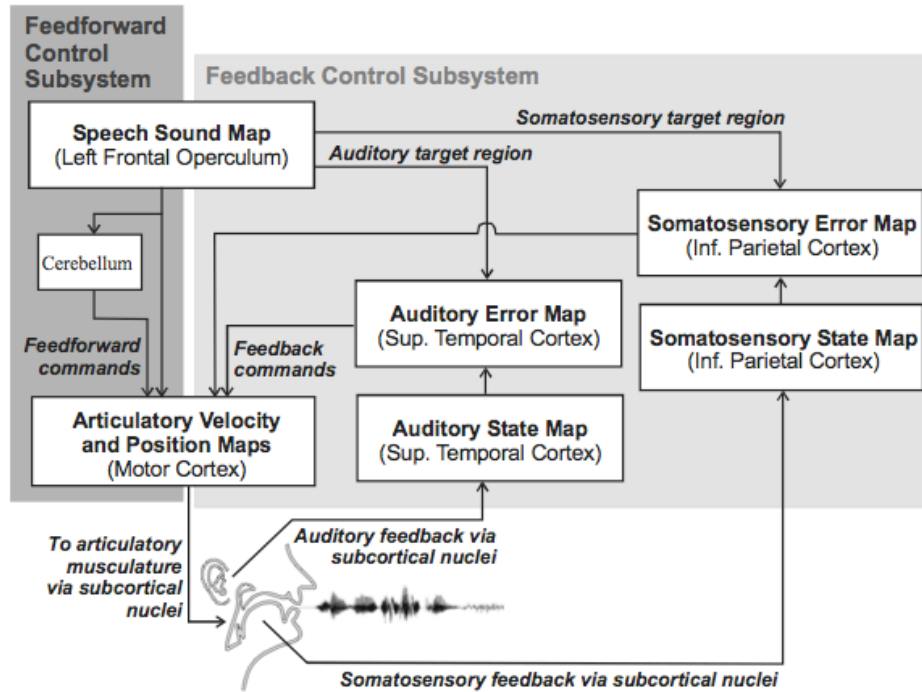 Feedforward
Control
Subsystem
Feedback Control Subsystem
Speech Sound Map
(Left Frontal Operculum)
Somatosensory target region
Auditory target region
Cerebellum
Somatosensory Error Map
(Inf. Parietal Cortex)
Auditory Error Map
(Sup. Temporal Cortex)
Somatosensory State Map
(Inf. Parietal Cortex)
Feedforward
commands
Feedback
commands
Articulatory Velocity
and Position Maps
(Motor Cortex)
Auditory State Map
(Sup. Temporal Cortex)
To articulatory
musculature
via subcortical
nuclei
Auditory feedback via
subcortical nuclei
Somatosensory feedback via subcortical nuclei